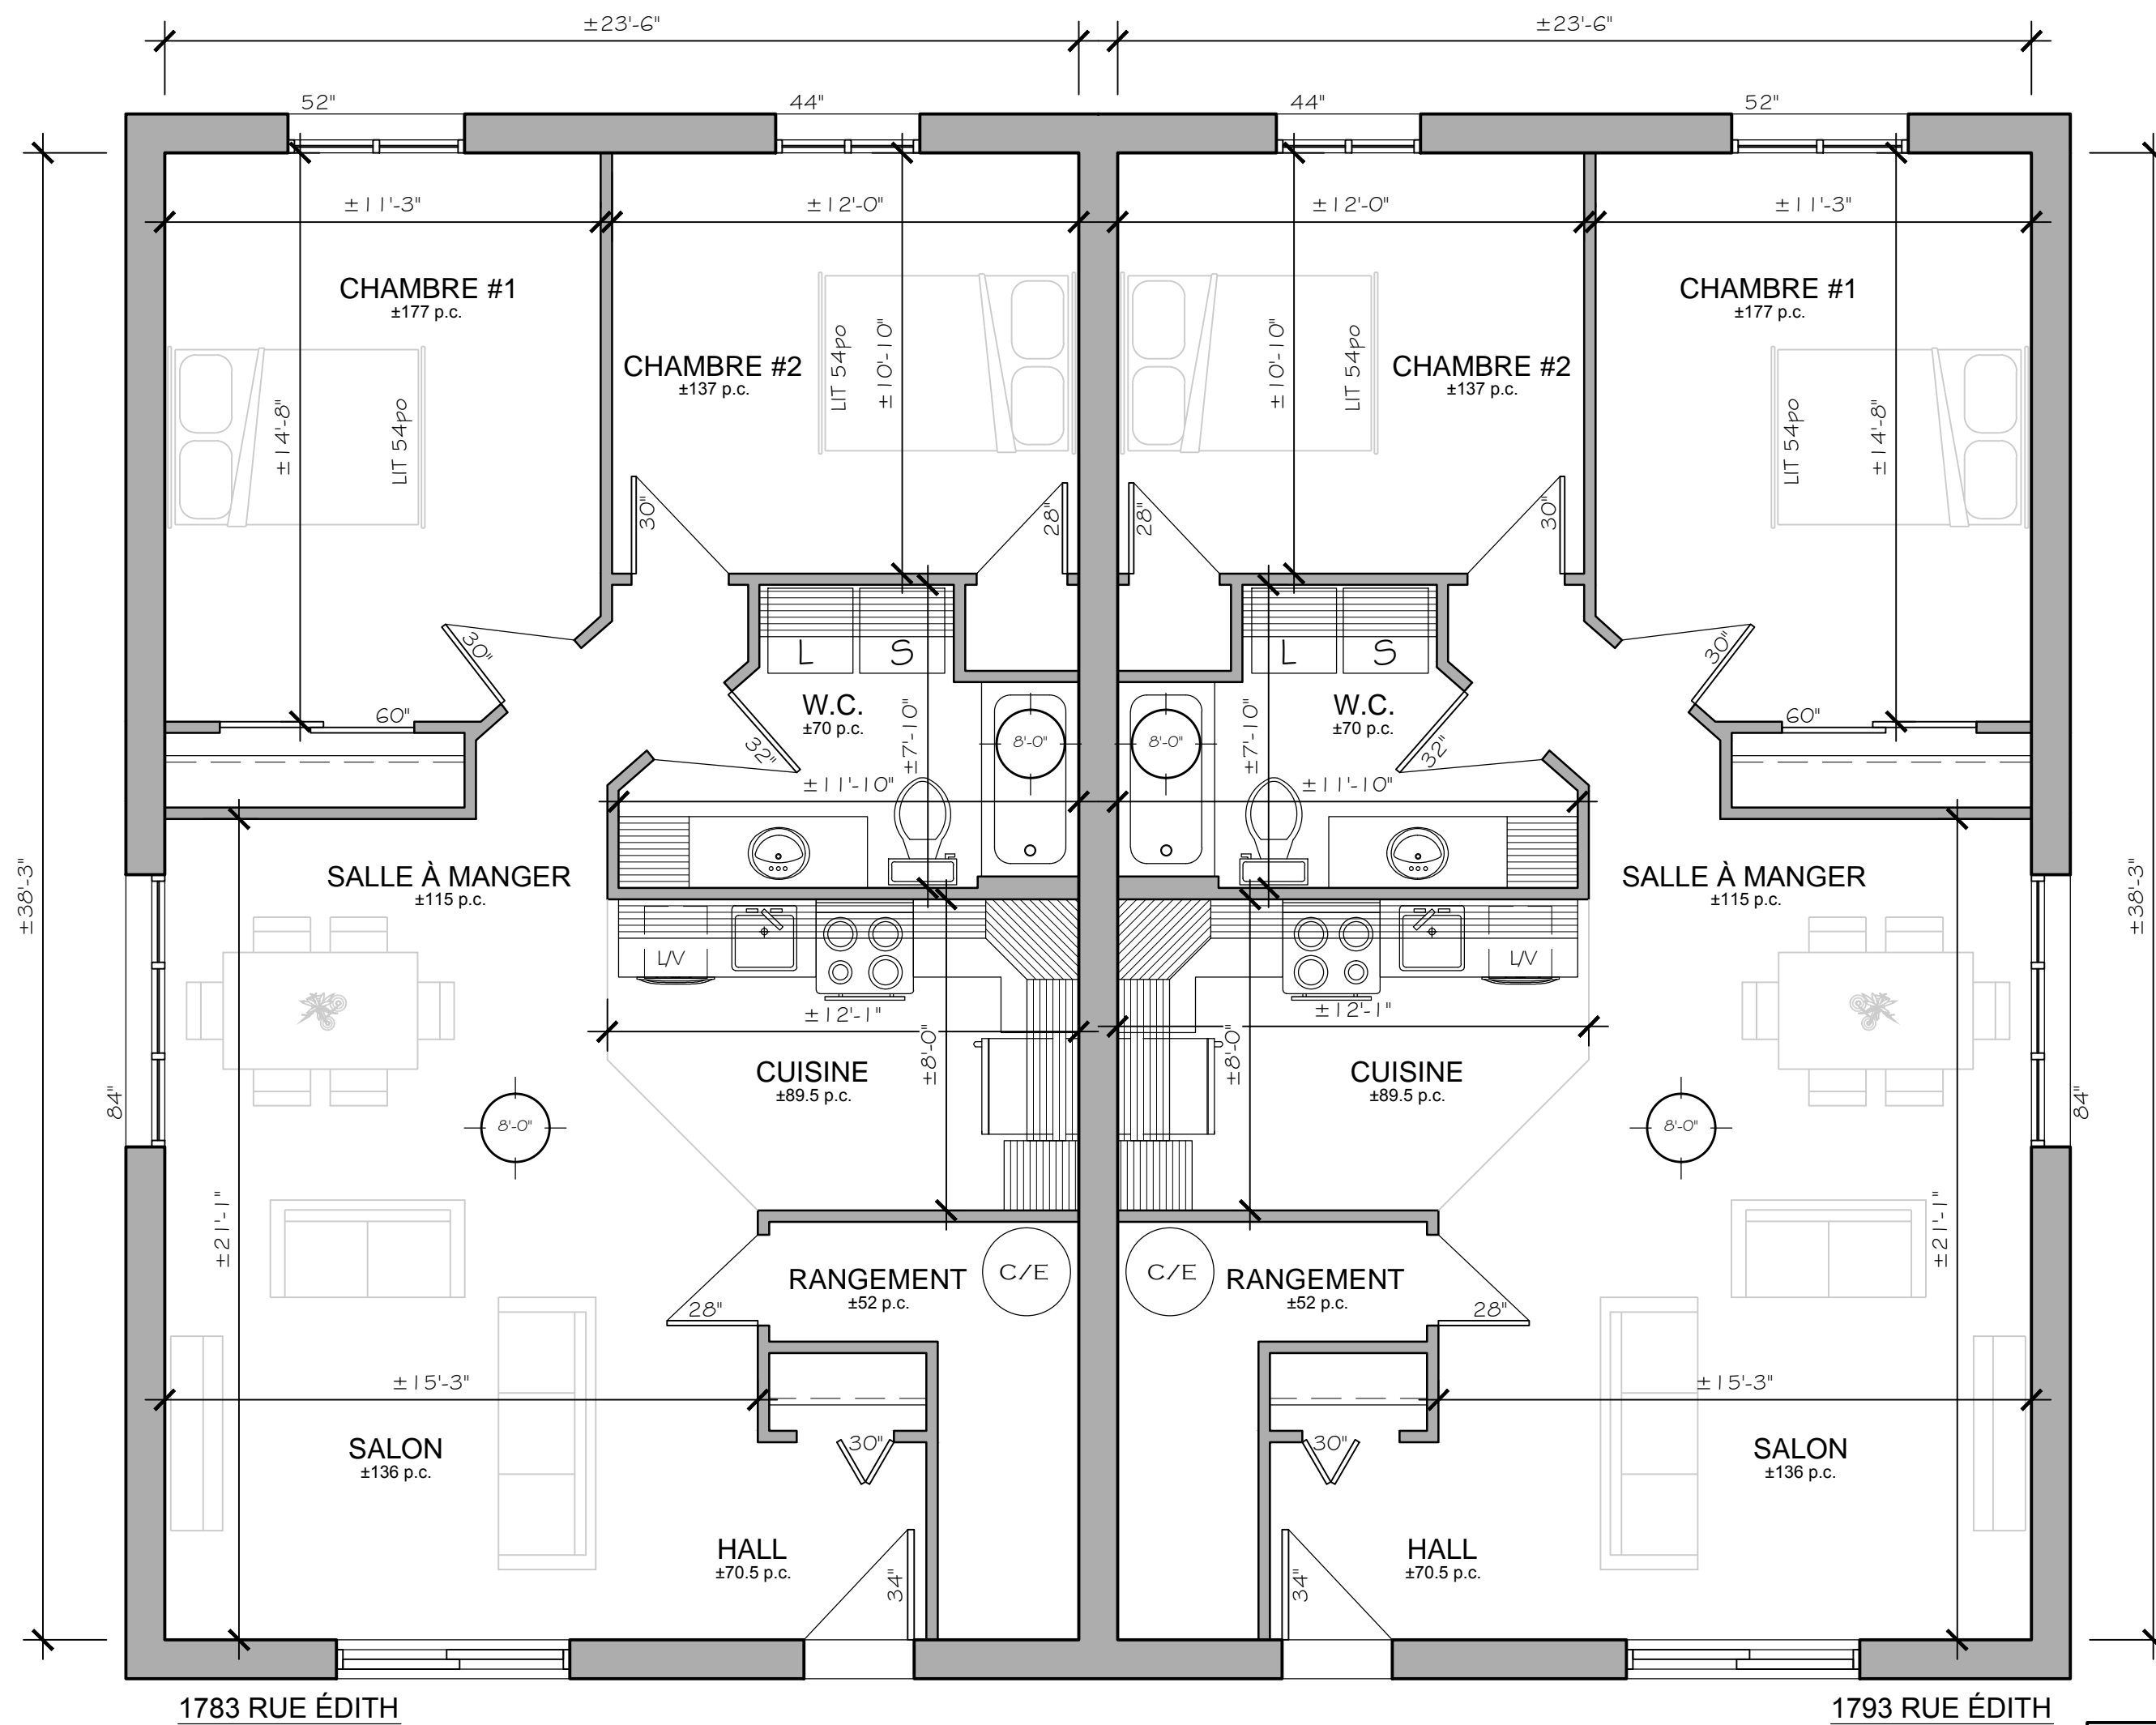 ±23'-6" ±23'-6"
52" 44" 44" 52"
±11'-3" ±12'-0" ±12'-0" ±11'-3"
CHAMBRE #1 CHAMBRE #1
±177 p.c. ±177 p.c.
CHAMBRE #2 CHAMBRE #2
±137 p.c. ±137 p.c.
LIT 54po ±10'-10" ±10'-10" LIT 54po
±14'-8" LIT 54po LIT 54po ±14'-8"
30" 28" 28" 30"
30" L S L S 30"
W.C. W.C.
±70 p.c. ±70 p.c.
60" 32" ±7'-10" 8'-0" 8'-0" ±7'-10" 32" 60"
±11'-10" ±11'-10"
SALLE À MANGER SALLE À MANGER
±115 p.c. ±115 p.c.
±38'-3" ±38'-3"
L/V L/V
±12'-1" ±12'-1"
CUISINE ±8'-0" ±8'-0" CUISINE
±89.5 p.c. ±89.5 p.c.
84" 8'-0" 8'-0" 84"
±21'-1" ±21'-1"
RANGEMENT C/E C/E RANGEMENT
±52 p.c. ±52 p.c.
28" 28"
±15'-3" ±15'-3"
SALON 30" 30" SALON
±136 p.c. ±136 p.c.
HALL HALL
±70.5 p.c. 34" 34" ±70.5 p.c.
1783 RUE ÉDITH 1793 RUE ÉDITH